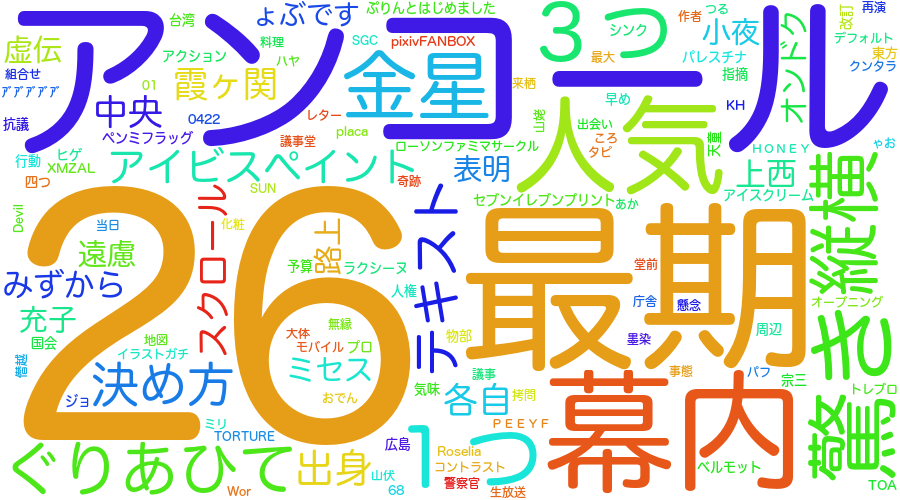 アンコール
26
最期
人気
幕内
金星
3つ
1つ
驚き
縦横
ぐりあひて
アイビスペイント
テキスト
スクロール
決め方
みずから
ミセス
各自
出身
中央
霞ヶ関
虚伝
ょぶです
小夜
オンドク
上西
表明
遠慮
充子
路上
台湾
ぷりんとはじめました
つる
再演
作者
改訂
デフォルト
シンク
東方
クンタラ
パレスチナ
最大
指摘
料理
SGC
pixivFANBOX
アクション
ハヤ
組合せ
01
ｱﾞｱﾞｱﾞｱﾞｱﾞ
抗議
0422
レター
来栖
早め
KH
ペンミフラッグ
議事堂
placa
山姥
出会い
ころ
タピ
天童
ＨＯＮＥＹ
ゃお
ローソンファミマサークル
行動
ヒゲ
XMZAL
四つ
SUN
奇跡
セブンイレブンプリント
あか
アイスクリーム
Devil
当日
化粧
予算
ラクシーヌ
人権
堂前
庁舎
懸念
オープニング
周辺
無縁
大体
モバイル
プロ
物部
墨染
国会
地図
イラストガチ
僭越
議事
気味
拷問
事態
パフ
宗三
トレプロ
ジョ
おでん
ミリ
TORTURE
広島
ＰＥＥＹＦ
Roselia
コントラスト
ベルモット
山伏
68
警察官
生放送
Wor
TOA